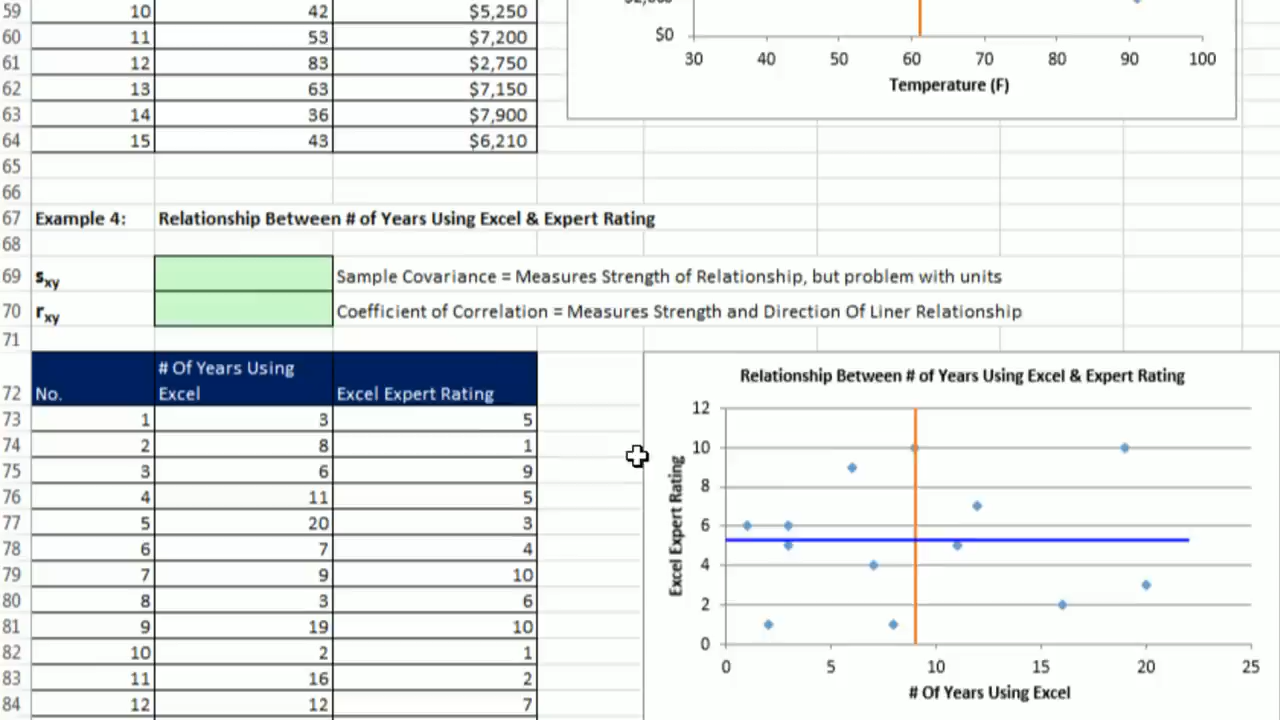 59 10 42 $5,250
60 11 53 $7,200
61 12 83 $2,750
62 13 63 $7,150
63 14 36 $7,900
64 15 43 $6,210
$0
30 40 50 60 70 80 90 100
Temperature (F)
65
66
67 Example 4: Relationship Between # of Years Using Excel & Expert Rating
68
69 sxy Sample Covariance = Measures Strength of Relationship, but problem with units
70 rxy Coefficient of Correlation = Measures Strength and Direction Of Liner Relationship
71
72 No. # Of Years Using Excel Excel Expert Rating
73 1 3 5
74 2 8 1
75 3 6 9
76 4 11 5
77 5 20 3
78 6 7 4
79 7 9 10
80 8 3 6
81 9 19 10
82 10 2 1
83 11 16 2
84 12 12 7
Relationship Between # of Years Using Excel & Expert Rating
Excel Expert Rating
12
10
8
6
4
2
0
0 5 10 15 20 25
# Of Years Using Excel